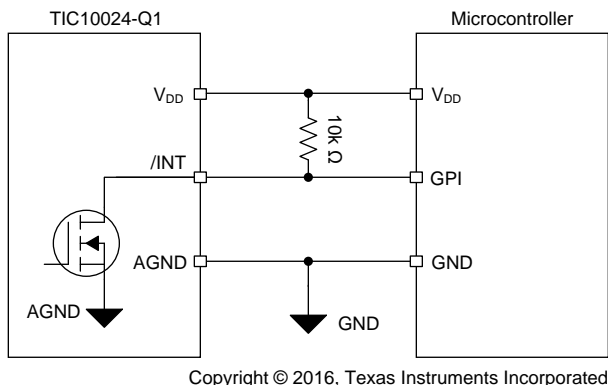 TIC10024-Q1
Microcontroller
VDD
VDD
10k Ω
/INT
GPI
AGND
GND
AGND
GND
Copyright © 2016, Texas Instruments Incorporated